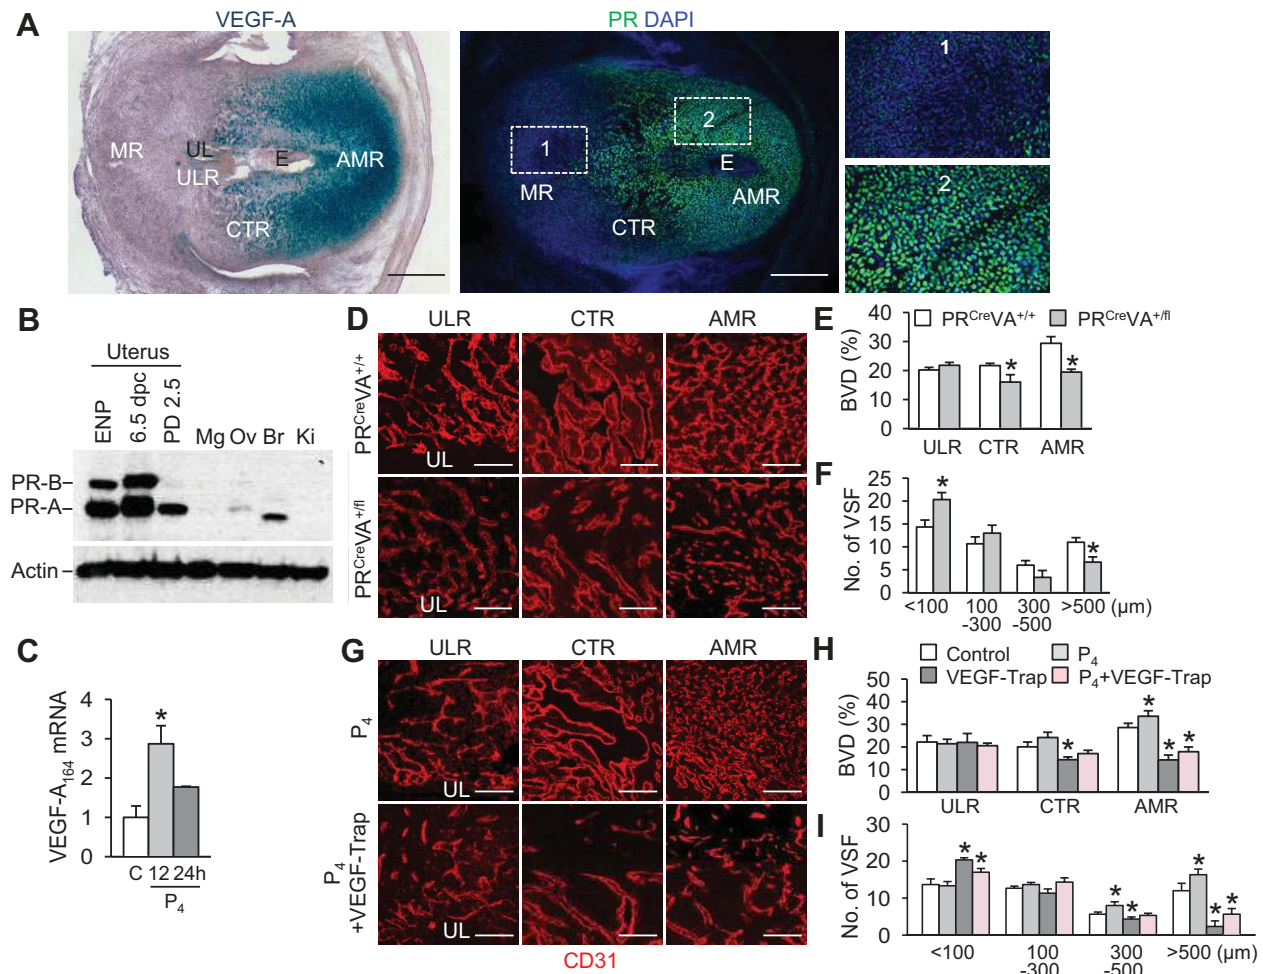 A
VEGF-A
PR DAPI
MR
UL
ULR
E
AMR
CTR
1
2
E
MR
CTR
AMR
1
2
B
Uterus
ENP
6.5 dpc
PD 2.5
Mg Ov Br Ki
PR-B
PR-A
Actin
C
VEGF-A164 mRNA
4
3
2
1
0
*
C 12 24h
P4
D
ULR CTR AMR
PRCreVA+/+
UL
PRCreVA+/fl
UL
E
PRCreVA+/+ PRCreVA+/fl
BVD (%)
40
30
20
10
0
* *
ULR CTR AMR
F
No. of VSF
25
20
15
10
5
0
* *
<100 100 300 >500 (µm)
-300 -500
G
ULR CTR AMR
P4
UL
P4
+VEGF-Trap
UL
CD31
H
Control P4
VEGF-Trap P4+VEGF-Trap
BVD (%)
50
40
30
20
10
0
* * * *
ULR CTR AMR
I
No. of VSF
30
20
10
0
* * * * * * *
<100 100 300 >500 (µm)
-300 -500